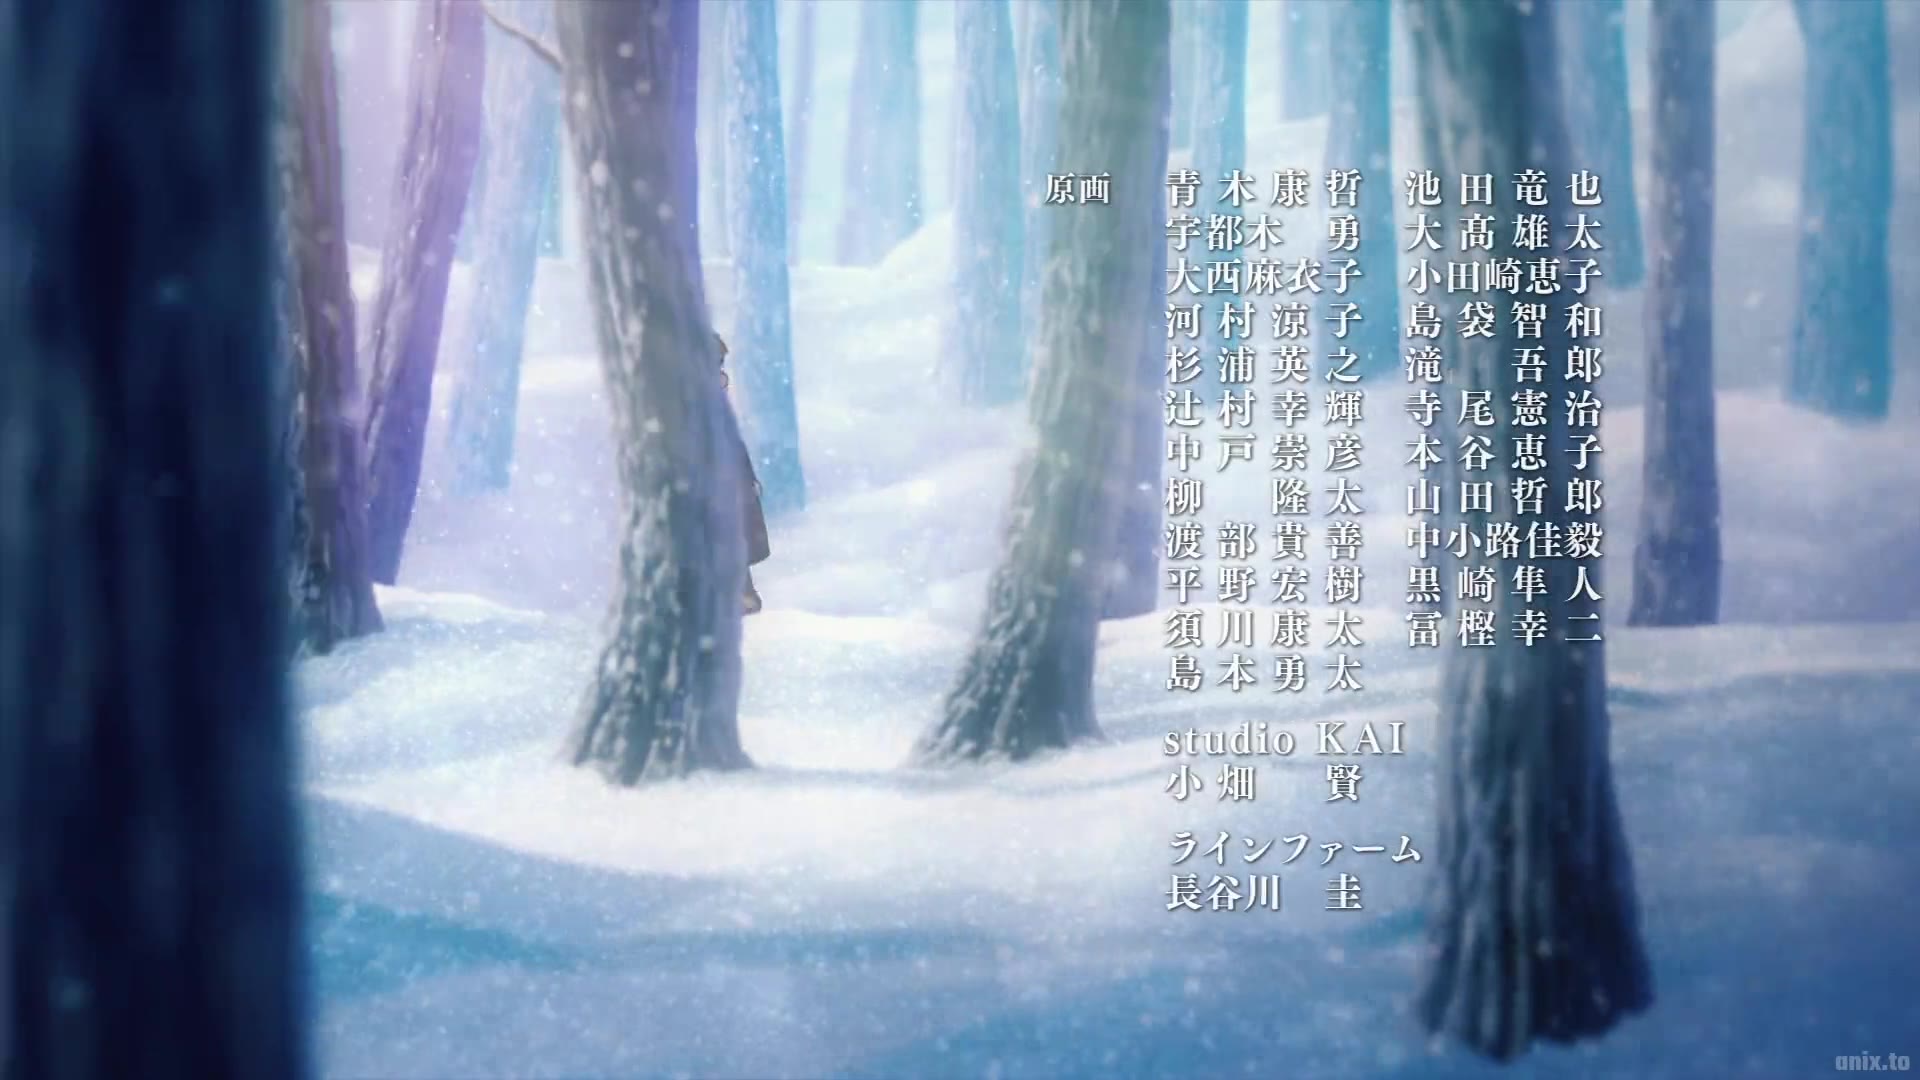 原画 青木康哲 池田竜也
宇都木 勇 大髙雄太
大西麻衣子 小田崎恵子
河村涼子 島袋智和
杉浦英之 滝 吾郎
辻村幸輝 寺尾憲治
中戸崇彦 本谷恵子
柳 隆太 山田哲郎
渡部貴善 中小路佳毅
平野宏樹 黒崎隼人
須川康太 冨樫幸二
島本勇太
studio KAI
小畑 賢
ラインファーム
長谷川 圭
anix.to